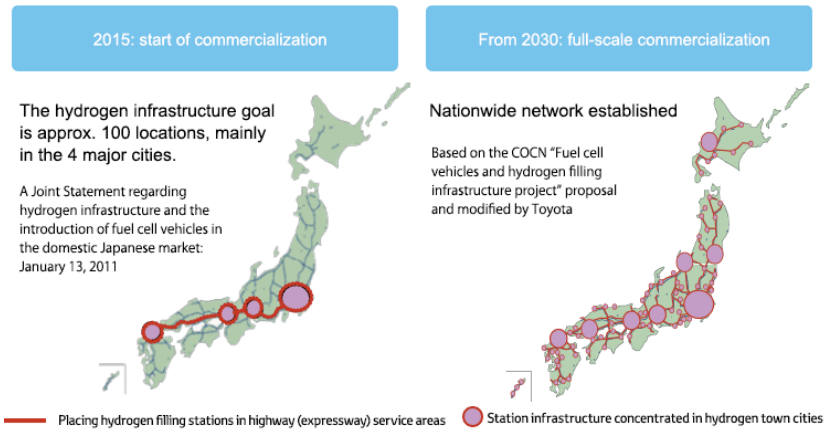 2015: start of commercialization
The hydrogen infrastructure goal
is approx. 100 locations, mainly
in the 4 major cities.
A Joint Statement regarding
hydrogen infrastructure and the
introduction of fuel cell vehicles in
the domestic Japanese market:
January 13, 2011
From 2030: full-scale commercialization
Nationwide network established
Based on the COCN “Fuel cell
vehicles and hydrogen filling
infrastructure project” proposal
and modified by Toyota
Placing hydrogen filling stations in highway (expressway) service areas
Station infrastructure concentrated in hydrogen town cities